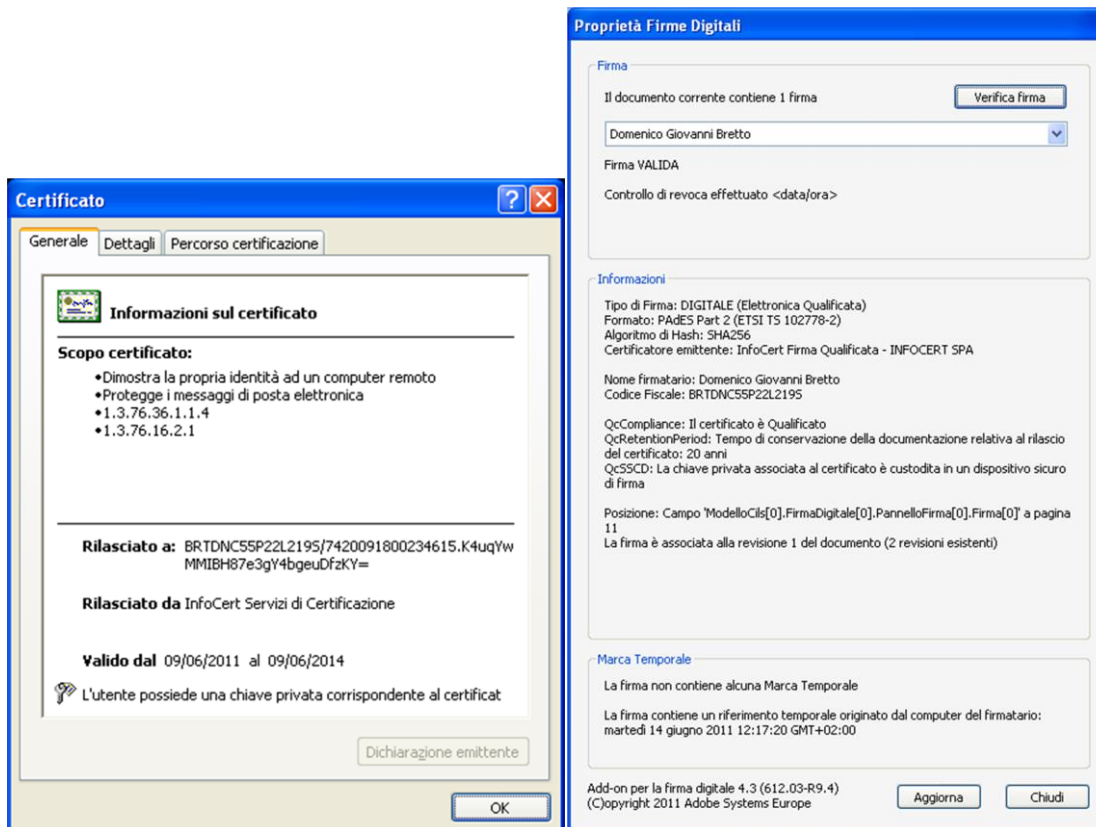 Certificato
Generale
Dettagli
Percorso certificazione
Informazioni sul certificato
Scopo certificato:
•Dimostra la propria identità ad un computer remoto
•Protegge i messaggi di posta elettronica
•1.3.76.36.1.1.4
•1.3.76.16.2.1
Rilasciato a: BRTDNC55P22L219S/7420091800234615.K4uqYw
MMIBH87e3gY4bgeuDfzKY=
Rilasciato da InfoCert Servizi di Certificazione
Valido dal 09/06/2011 al 09/06/2014
L'utente possiede una chiave privata corrispondente al certificat
Dichiarazione emittente
OK
Proprietà Firme Digitali
Firma
Il documento corrente contiene 1 firma
Verifica firma
Domenico Giovanni Bretto
Firma VALIDA
Controllo di revoca effettuato <data/ora>
Informazioni
Tipo di Firma: DIGITALE (Elettronica Qualificata)
Formato: PAdES Part 2 (ETSI TS 102778-2)
Algoritmo di Hash: SHA256
Certificatore emittente: InfoCert Firma Qualificata - INFOCERT SPA
Nome firmatario: Domenico Giovanni Bretto
Codice Fiscale: BRTDNC55P22L219S
QcCompliance: Il certificato è Qualificato
QcRetentionPeriod: Tempo di conservazione della documentazione relativa al rilascio
del certificato: 20 anni
QcSSCD: La chiave privata associata al certificato è custodita in un dispositivo sicuro
di firma
Posizione: Campo 'ModelloCils[0].FirmaDigitale[0].PannelloFirma[0].Firma[0]' a pagina
11
La firma è associata alla revisione 1 del documento (2 revisioni esistenti)
Marca Temporale
La firma non contiene alcuna Marca Temporale
La firma contiene un riferimento temporale originato dal computer del firmatario:
martedì 14 giugno 2011 12:17:20 GMT+02:00
Add-on per la firma digitale 4.3 (612.03-R9.4)
(C)opyright 2011 Adobe Systems Europe
Aggiorna
Chiudi